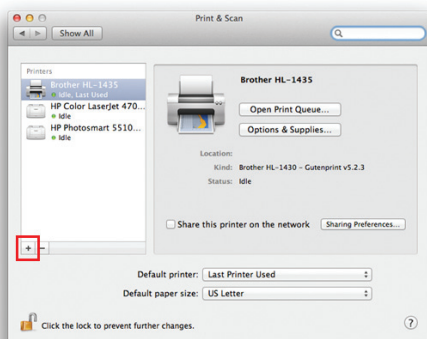 Print & Scan
Show All
Printers
Brother HL-1435
Idle, Last Used
HP Color LaserJet 470...
Idle
HP Photosmart 5510...
Idle
+ −
Brother HL-1435
Open Print Queue...
Options & Supplies...
Location:
Kind: Brother HL-1430 - Gutenprint v5.2.3
Status: Idle
Share this printer on the network
Sharing Preferences...
Default printer: Last Printer Used
Default paper size: US Letter
Click the lock to prevent further changes.
?